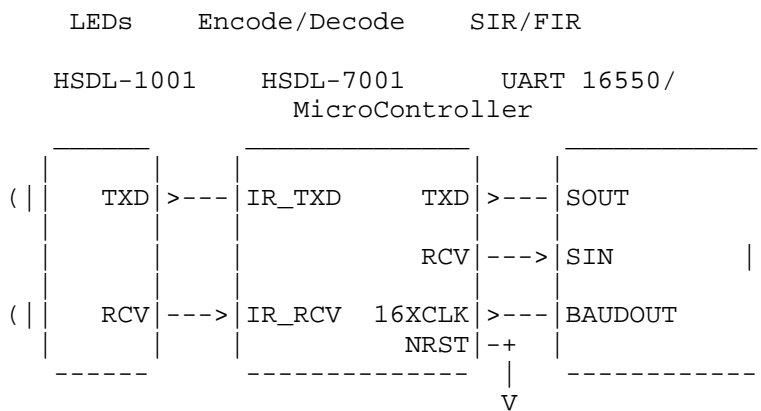 LEDs Encode/Decode SIR/FIR
HSDL-1001 HSDL-7001 UART 16550/
MicroController
TXD IR_TXD TXD SOUT
RCV SIN
RCV IR_RCV 16XCLK BAUDOUT
NRST
V